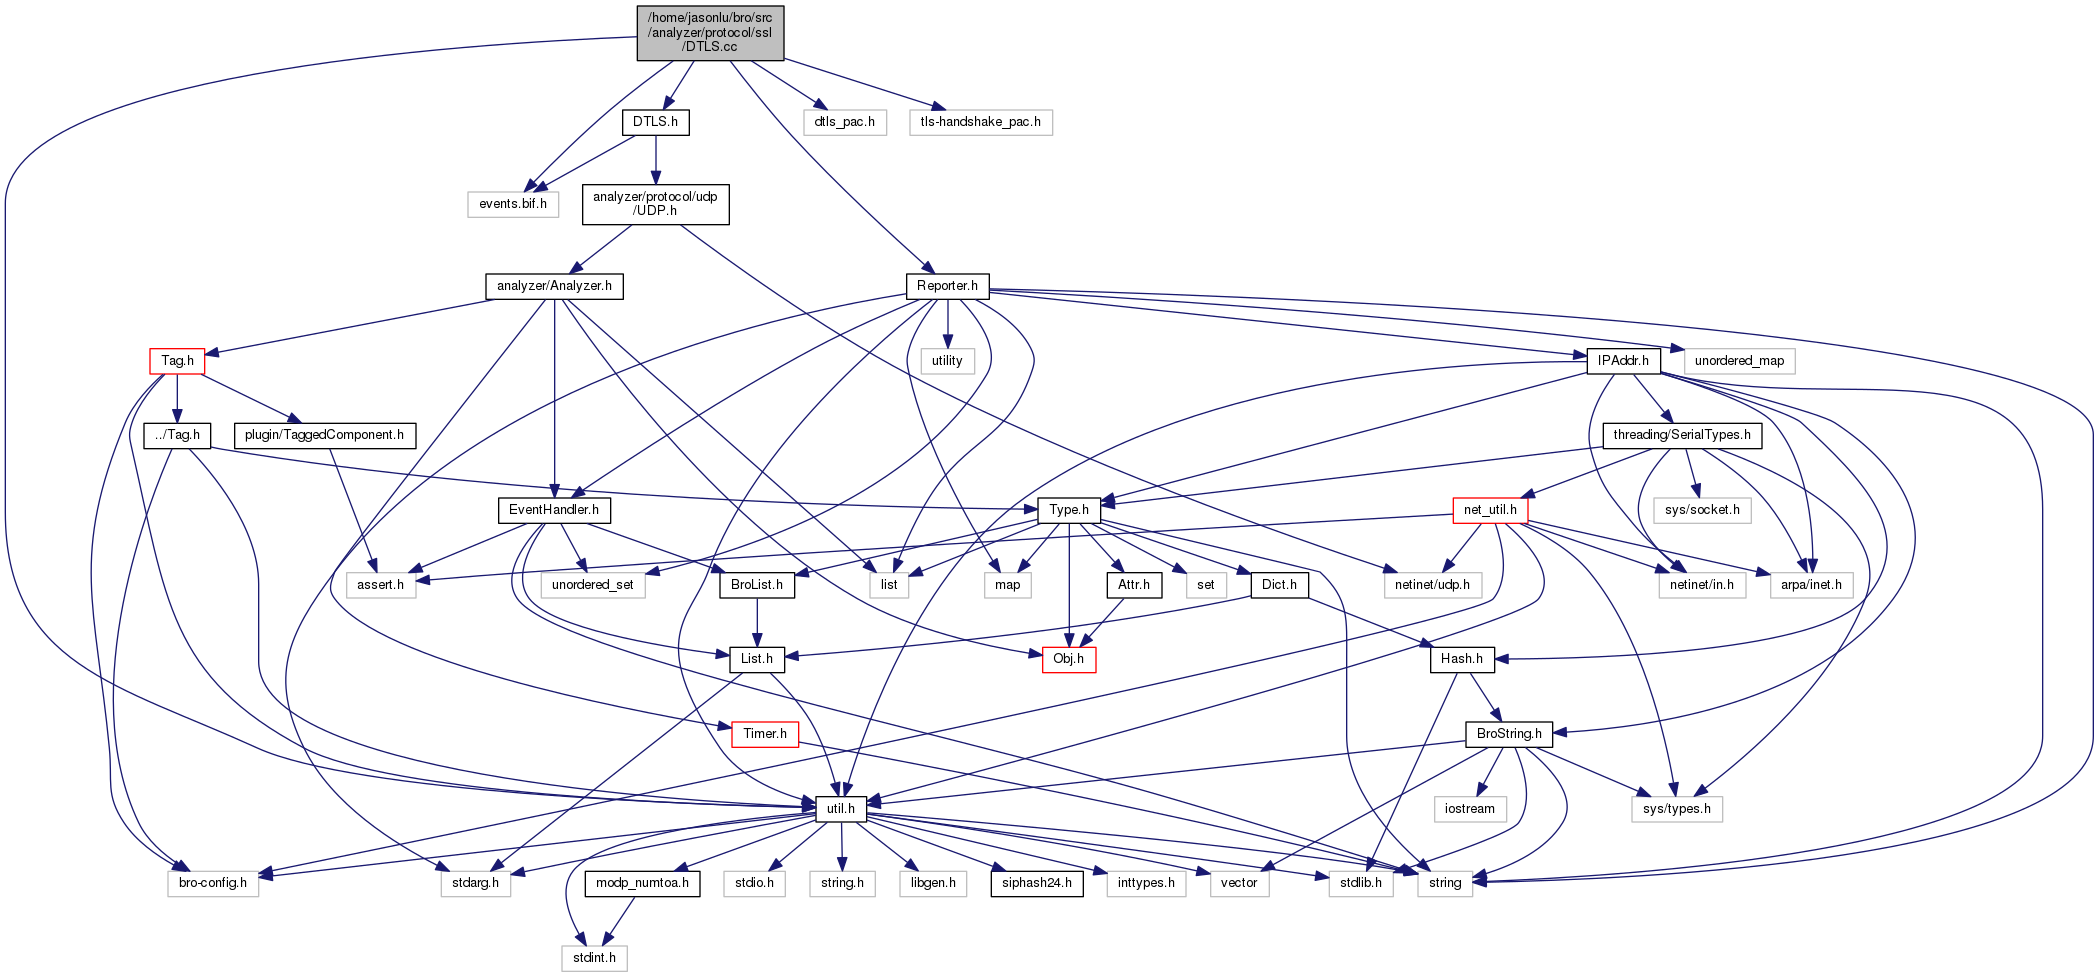 /home/jasonlu/bro/src
/analyzer/protocol/ssl
/DTLS.cc
DTLS.h
dtls_pac.h
tls-handshake_pac.h
events.bif.h
analyzer/protocol/udp
/UDP.h
analyzer/Analyzer.h
Reporter.h
Tag.h
utility
IPAddr.h
unordered_map
../Tag.h
plugin/TaggedComponent.h
threading/SerialTypes.h
EventHandler.h
Type.h
net_util.h
sys/socket.h
assert.h
unordered_set
BroList.h
list
map
Attr.h
set
Dict.h
netinet/udp.h
netinet/in.h
arpa/inet.h
List.h
Obj.h
Hash.h
Timer.h
BroString.h
util.h
iostream
sys/types.h
bro-config.h
stdarg.h
modp_numtoa.h
stdio.h
string.h
libgen.h
siphash24.h
inttypes.h
vector
stdlib.h
string
stdint.h